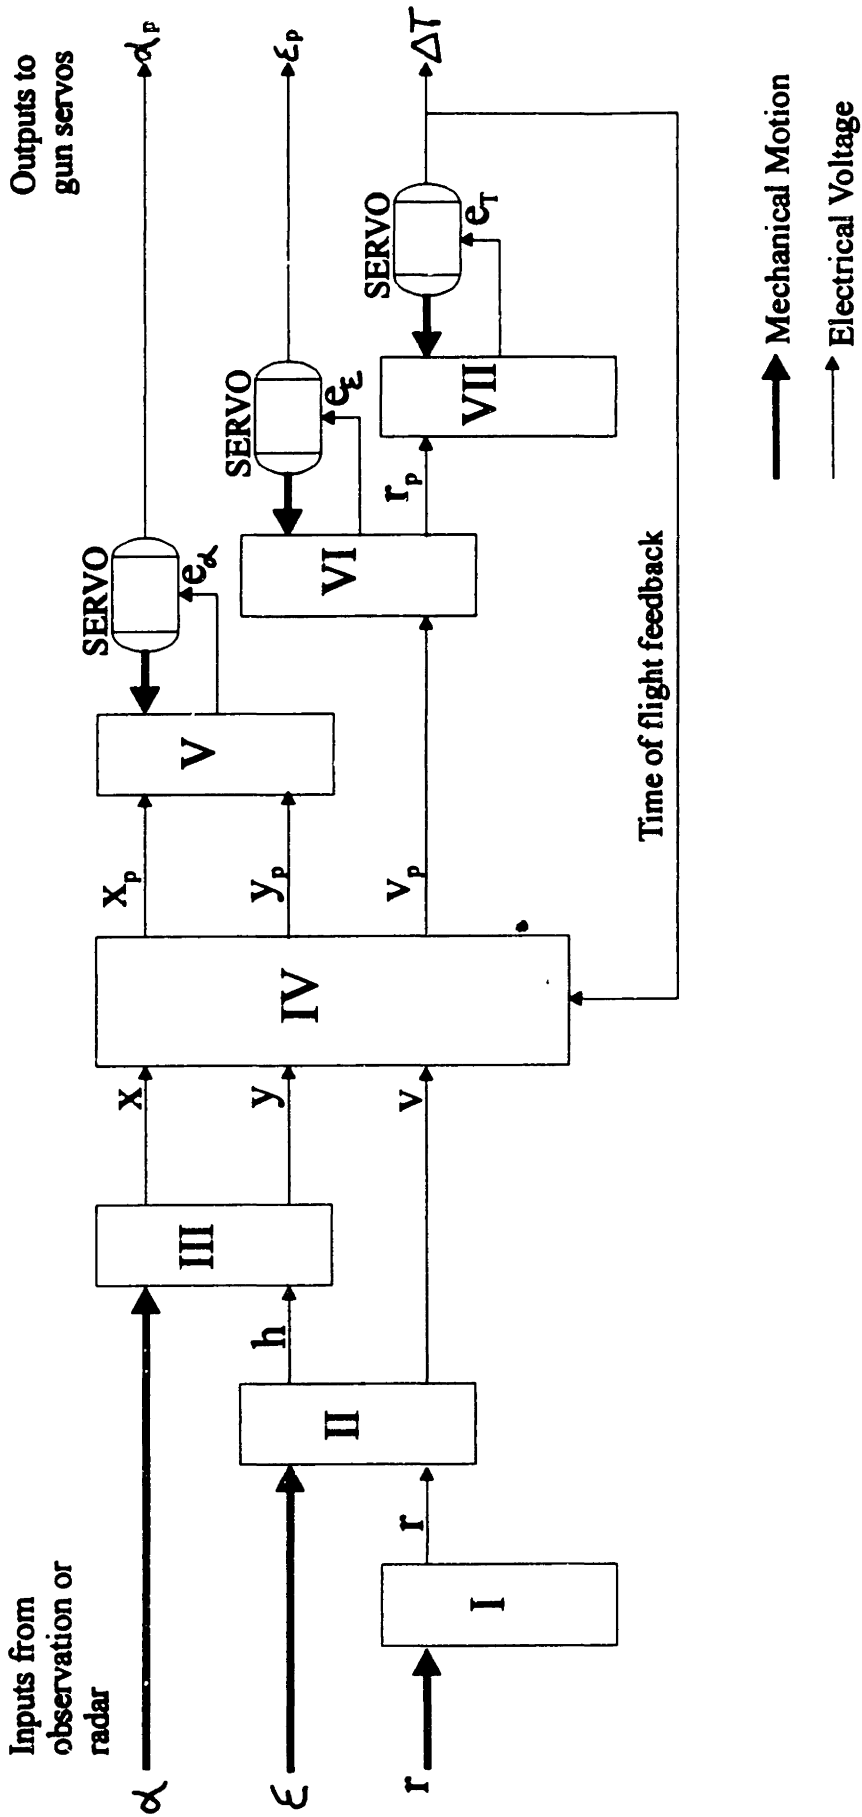 Inputs from
observation or
radar
Outputs to
gun servos
α
ε
r
I
r
II
h
III
x
y
v
IV
x_p
y_p
v_p
V
SERVO
e_α
α_p
VI
SERVO
e_ε
ε_p
r_p
VII
SERVO
e_T
ΔT
Time of flight feedback
Mechanical Motion
Electrical Voltage